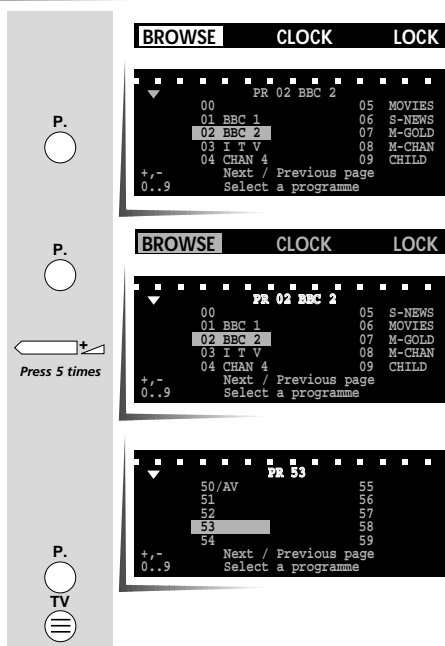 BROWSE CLOCK LOCK
PR 02 BBC 2
00 05 MOVIES
P.
01 BBC 1 06 S-NEWS
02 BBC 2 07 M-GOLD
03 I T V 08 M-CHAN
04 CHAN 4 09 CHILD
+,- Next / Previous page
0..9 Select a programme
BROWSE CLOCK LOCK
P.
PR 02 BBC 2
00 05 S-NEWS
01 BBC 1 06 MOVIES
02 BBC 2 07 M-GOLD
+
03 I T V 08 M-CHAN
04 CHAN 4 09 CHILD
Press 5 times
+,- Next / Previous page
0..9 Select a programme
PR 53
50/AV 55
51 56
52 57
53 58
54 59
P.
+,- Next / Previous page
0..9 Select a programme
TV